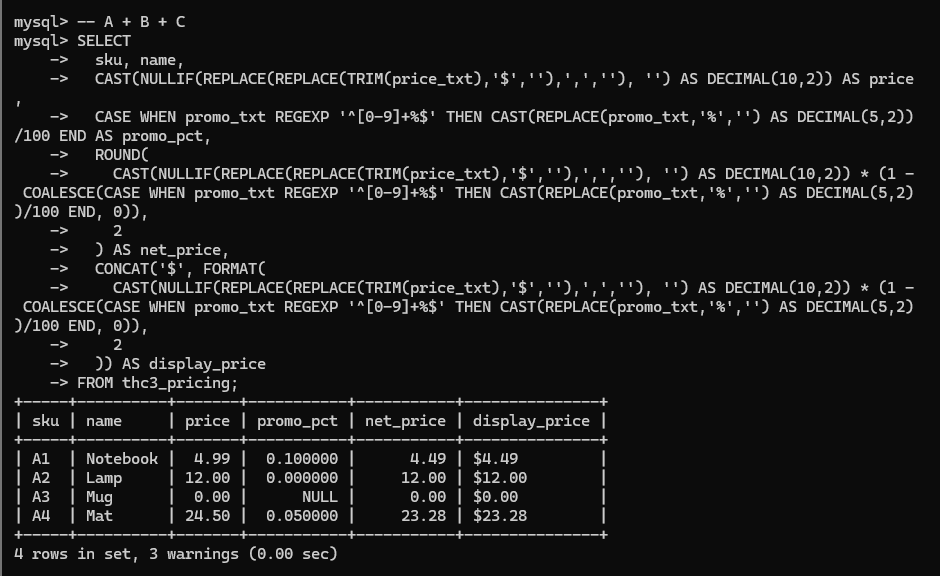 mysql> -- A + B + C
mysql> SELECT
    ->   sku, name,
    ->   CAST(NULLIF(REPLACE(REPLACE(TRIM(price_txt),'$',''),',',''), '') AS DECIMAL(10,2)) AS price
,
    ->   CASE WHEN promo_txt REGEXP '^[0-9]+%$' THEN CAST(REPLACE(promo_txt,'%','') AS DECIMAL(5,2))
/100 END AS promo_pct,
    ->   ROUND(
    ->     CAST(NULLIF(REPLACE(REPLACE(TRIM(price_txt),'$',''),',',''), '') AS DECIMAL(10,2)) * (1 -
 COALESCE(CASE WHEN promo_txt REGEXP '^[0-9]+%$' THEN CAST(REPLACE(promo_txt,'%','') AS DECIMAL(5,2)
)/100 END, 0)),
    ->     2
    ->   ) AS net_price,
    ->   CONCAT('$', FORMAT(
    ->     CAST(NULLIF(REPLACE(REPLACE(TRIM(price_txt),'$',''),',',''), '') AS DECIMAL(10,2)) * (1 -
 COALESCE(CASE WHEN promo_txt REGEXP '^[0-9]+%$' THEN CAST(REPLACE(promo_txt,'%','') AS DECIMAL(5,2)
)/100 END, 0)),
    ->     2
    ->   )) AS display_price
    -> FROM thc3_pricing;
+-----+----------+-------+-----------+-----------+---------------+
| sku | name     | price | promo_pct | net_price | display_price |
+-----+----------+-------+-----------+-----------+---------------+
| A1  | Notebook |  4.99 |  0.100000 |      4.49 | $4.49         |
| A2  | Lamp     | 12.00 |  0.000000 |     12.00 | $12.00        |
| A3  | Mug      |  0.00 |      NULL |      0.00 | $0.00         |
| A4  | Mat      | 24.50 |  0.050000 |     23.28 | $23.28        |
+-----+----------+-------+-----------+-----------+---------------+
4 rows in set, 3 warnings (0.00 sec)